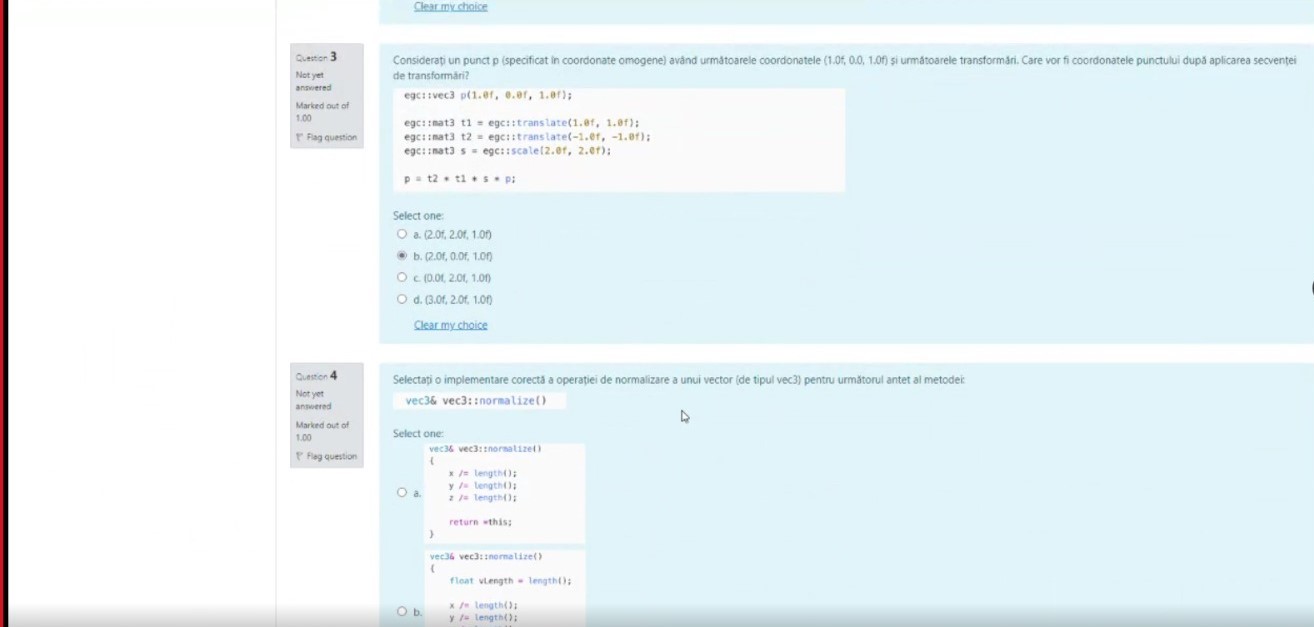 Clear my choice
Question 3
Not yet
answered
Marked out of
1.00
Flag question
Considerați un punct p (specificat în coordonate omogene) având următoarele coordonatele (1.0f, 0.0, 1.0f) și următoarele transformări. Care vor fi coordonatele punctului după aplicarea secvenței
de transformări?
egc::vec3 p(1.0f, 0.0f, 1.0f);
egc::mat3 t1 = egc::translate(1.0f, 1.0f);
egc::mat3 t2 = egc::translate(-1.0f, -1.0f);
egc::mat3 s = egc::scale(2.0f, 2.0f);
p = t2 * t1 * s * p;
Select one:
a. (2.0f, 2.0f, 1.0f)
b. (2.0f, 0.0f, 1.0f)
c. (0.0f, 2.0f, 1.0f)
d. (3.0f, 2.0f, 1.0f)
Clear my choice
Question 4
Not yet
answered
Marked out of
1.00
Flag question
Selectați o implementare corectă a operației de normalizare a unui vector (de tipul vec3) pentru următorul antet al metodei:
vec3& vec3::normalize()
Select one:
a.
vec3& vec3::normalize()
{
x /= length();
y /= length();
z /= length();
return *this;
}
b.
vec3& vec3::normalize()
{
float vLength = length();
x /= length();
y /= length();